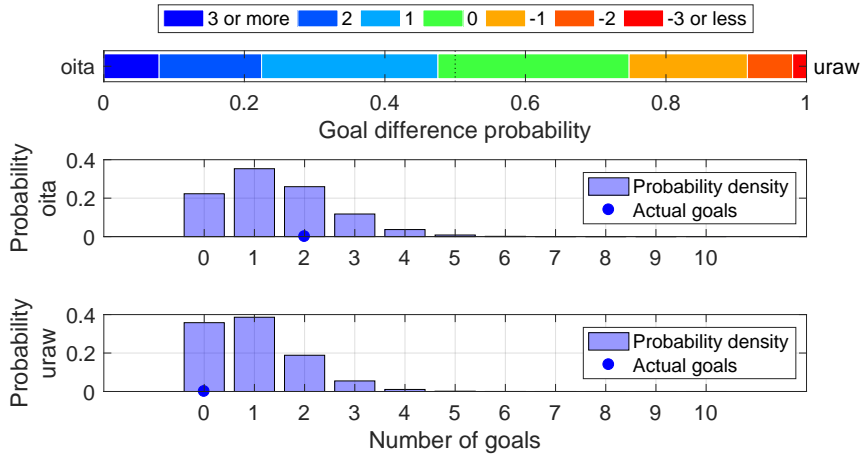 3 or more 2 1 0 -1 -2 -3 or less
oita uraw
0 0.2 0.4 0.6 0.8 1
Goal difference probability
Probability
oita
0.4
0.2
0
Probability density
Actual goals
0 1 2 3 4 5 6 7 8 9 10
Probability
uraw
0.4
0.2
0
Probability density
Actual goals
0 1 2 3 4 5 6 7 8 9 10
Number of goals